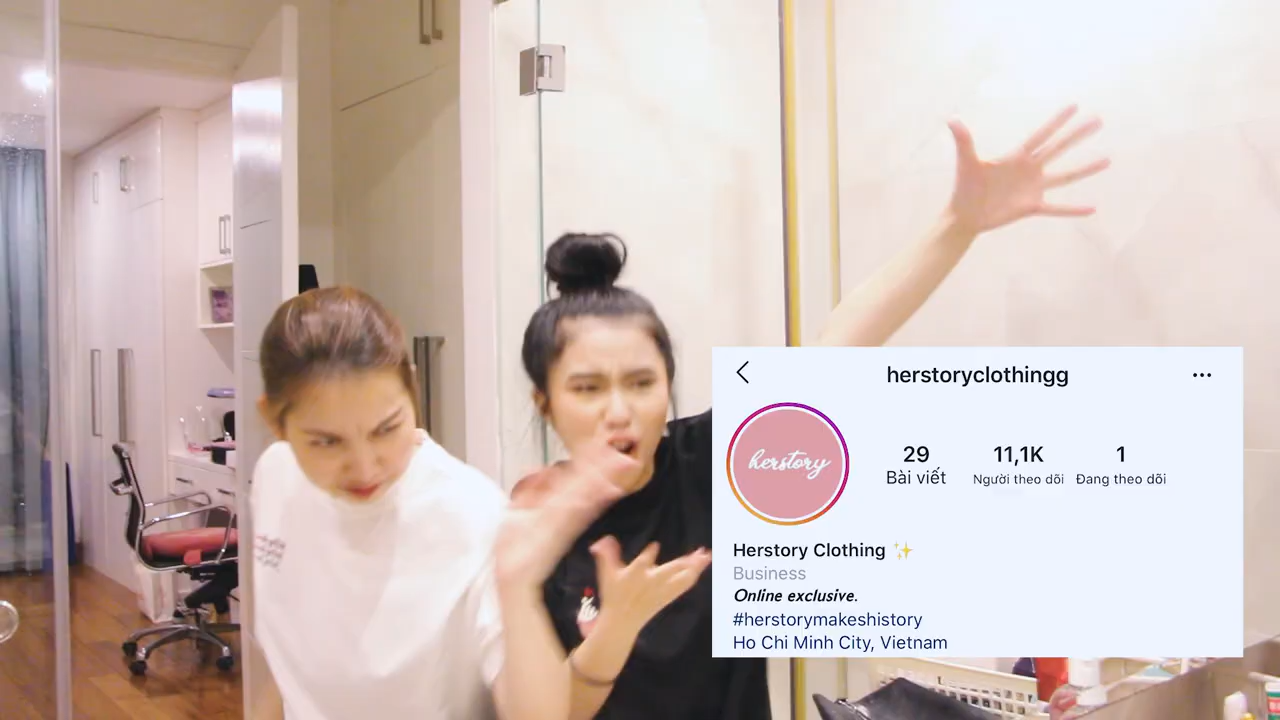 herstoryclothingg
herstory
29
Bài viết
11,1K
Người theo dõi
1
Đang theo dõi
Herstory Clothing ✨
Business
Online exclusive.
#herstorymakeshistory
Ho Chi Minh City, Vietnam